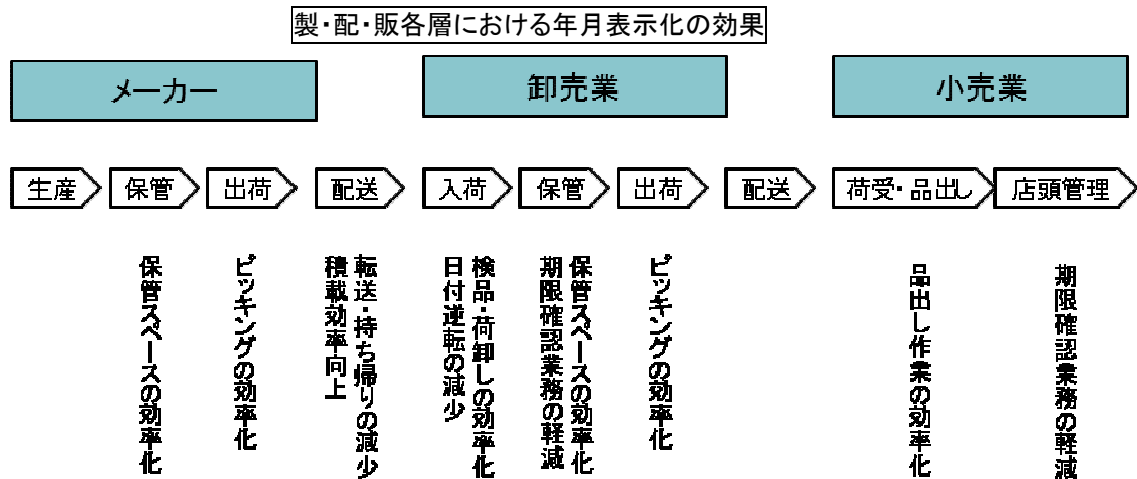 製・配・販各層における年月表示化の効果
メーカー
卸売業
小売業
生産
保管
出荷
配送
入荷
保管
出荷
配送
荷受・品出し
店頭管理
保管スペースの効率化
ピッキングの効率化
転送・持ち帰りの減少
積載効率向上
検品・荷卸しの効率化
日付逆転の減少
保管スペースの効率化
期限確認業務の軽減
ピッキングの効率化
品出し作業の効率化
期限確認業務の軽減